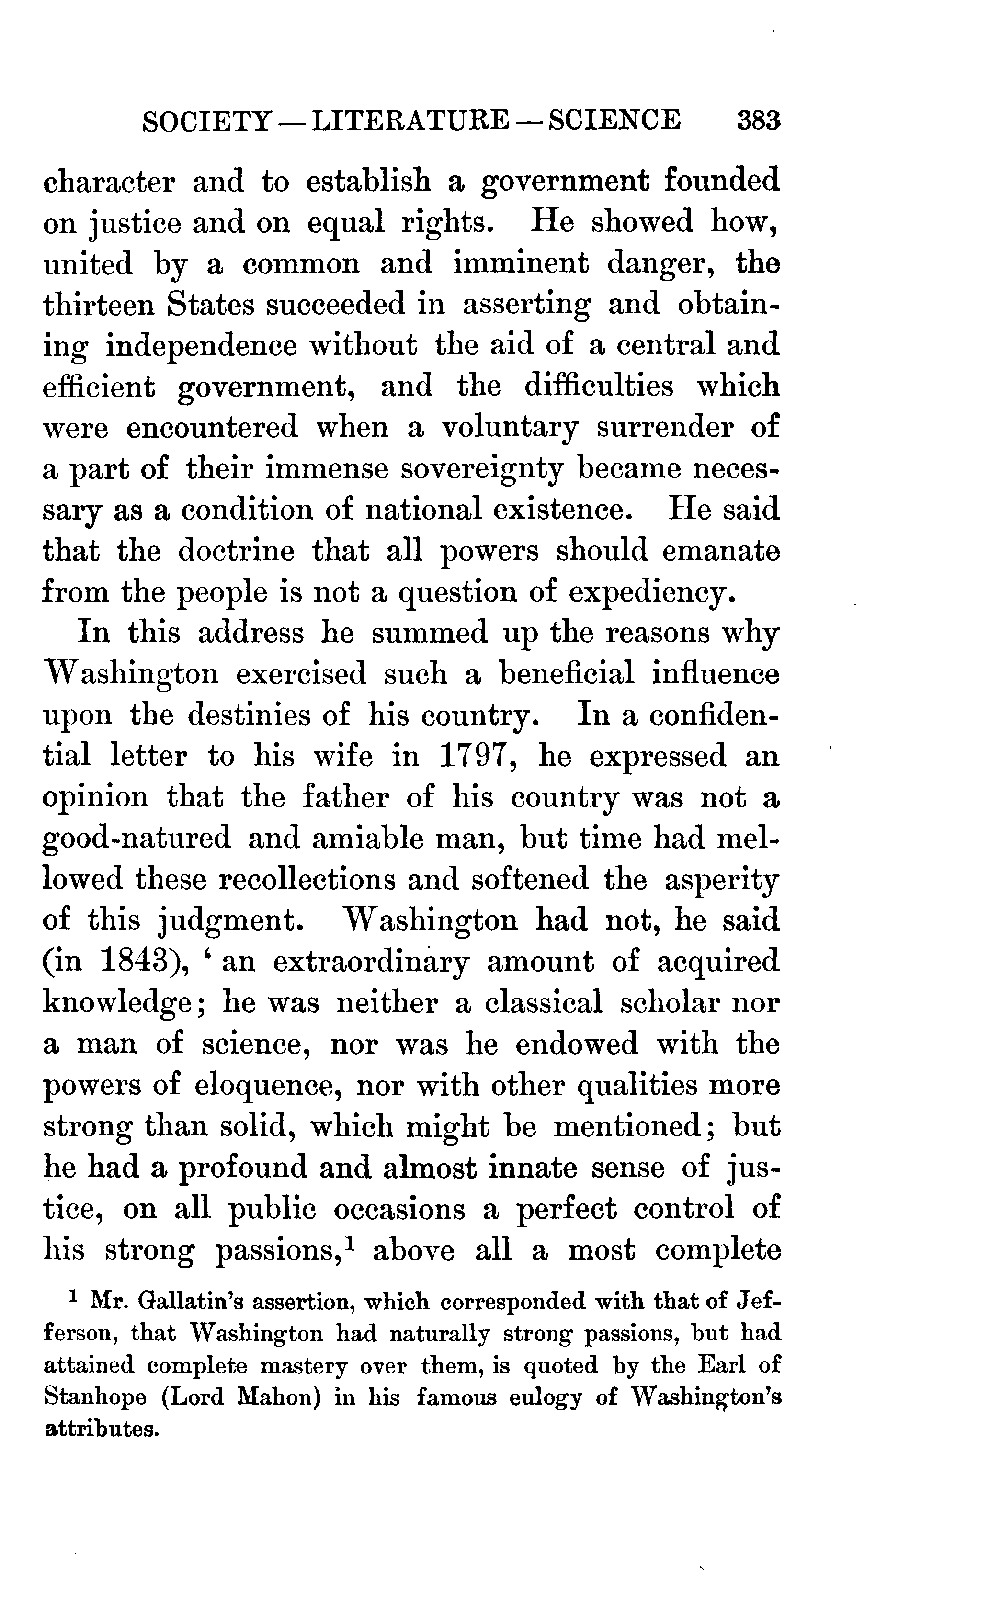 SOCIETY — LITERATURE — SCIENCE 383
character and to establish a government founded
on justice and on equal rights. He showed how,
united by a common and imminent danger, the
thirteen States succeeded in asserting and obtain-
ing independence without the aid of a central and
efficient government, and the difficulties which
were encountered when a voluntary surrender of
a part of their immense sovereignty became neces-
sary as a condition of national existence. He said
that the doctrine that all powers should emanate
from the people is not a question of expediency.
In this address he summed up the reasons why
Washington exercised such a beneficial influence
upon the destinies of his country. In a confiden-
tial letter to his wife in 1797, he expressed an
opinion that the father of his country was not a
good-natured and amiable man, but time had mel-
lowed these recollections and softened the asperity
of this judgment. Washington had not, he said
(in 1843), ‘ an extraordinary amount of acquired
knowledge; he was neither a classical scholar nor
a man of science, nor was he endowed with the
powers of eloquence, nor with other qualities more
strong than solid, which might be mentioned; but
he had a profound and almost innate sense of jus-
tice, on all public occasions a perfect control of
his strong passions,¹ above all a most complete
¹ Mr. Gallatin's assertion, which corresponded with that of Jef-
ferson, that Washington had naturally strong passions, but had
attained complete mastery over them, is quoted by the Earl of
Stanhope (Lord Mahon) in his famous eulogy of Washington's
attributes.